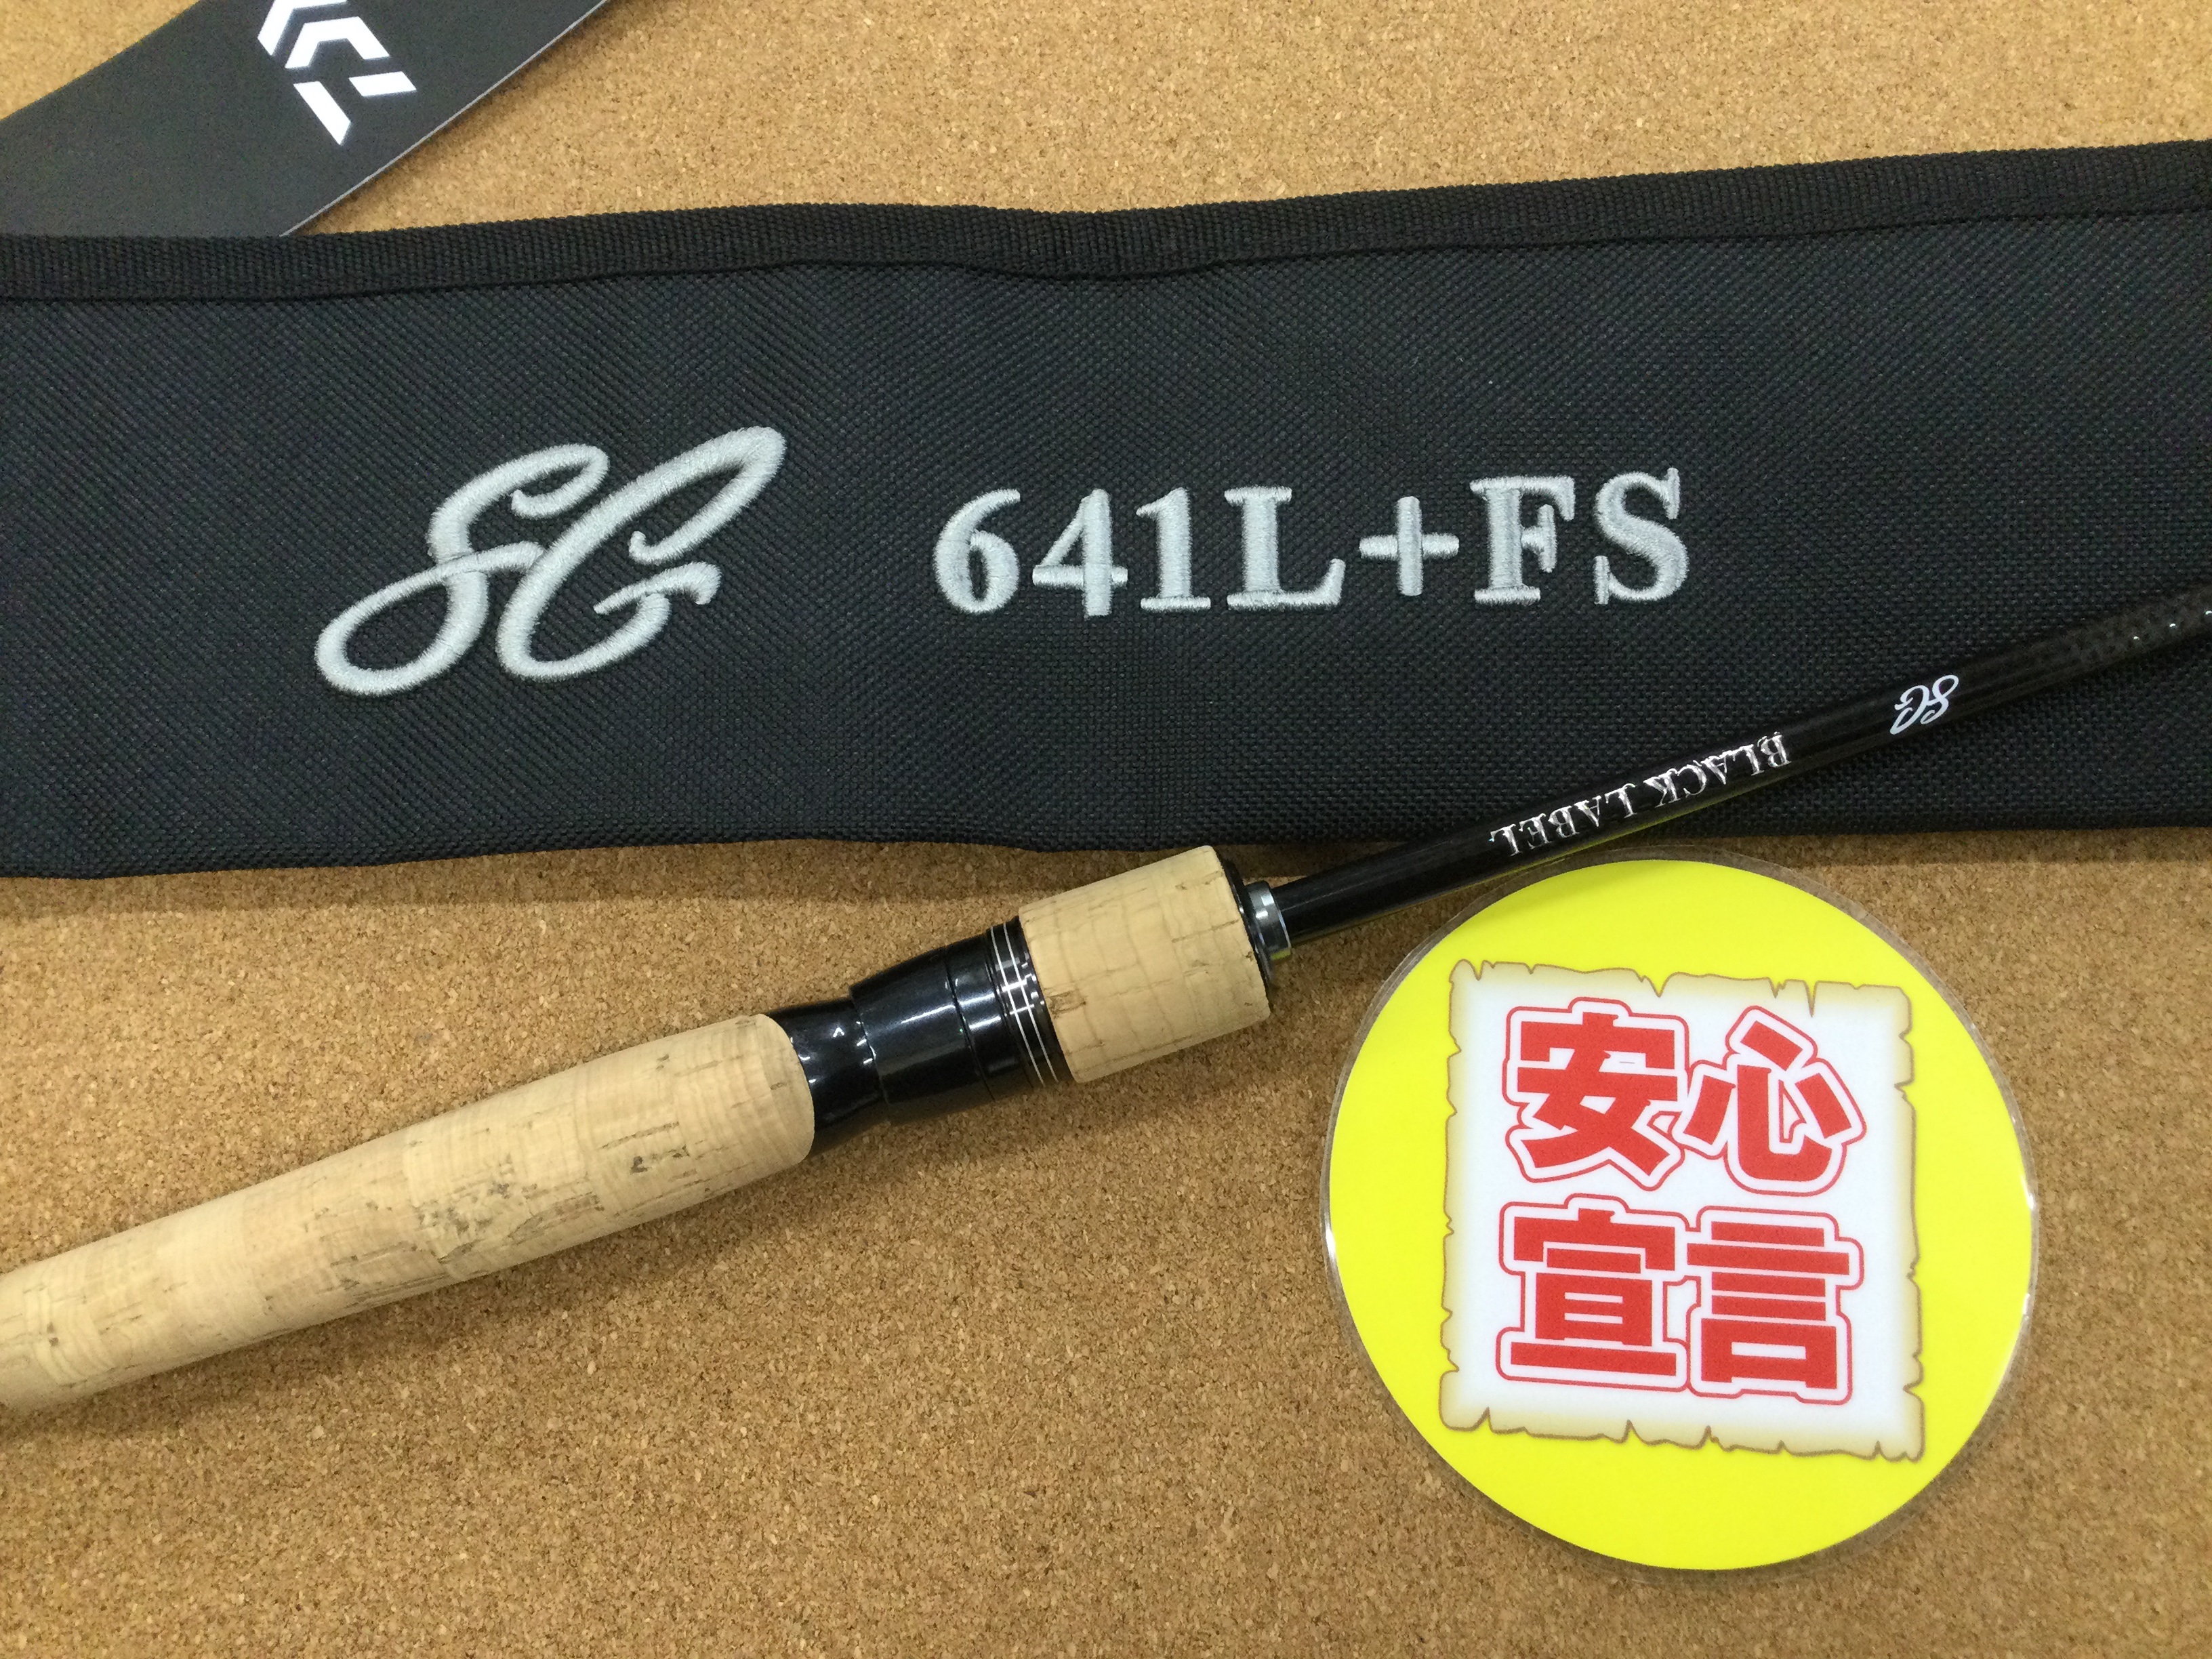 SG 641L+FS
SG
BLACK LABEL
安心
宣言